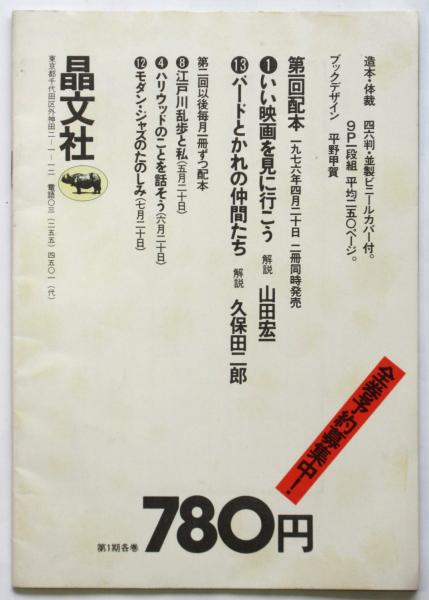 造本・体裁 四六判・並製ビニールカバー付。
9P二段組 平均二五〇ページ。
ブックデザイン 平野甲賀
第一回配本 一九七六年四月二十日 二冊同時発売
❶いい映画を見に行こう 解説 山田宏一
⓭バードとかれの仲間たち 解説 久保田二郎
第二回以後毎月一冊ずつ配本
❽江戸川乱歩と私(五月二十日)
❹ハリウッドのことを話そう(六月二十日)
⓬モダン・ジャズのたのしみ(七月二十日)
晶文社
東京都千代田区外神田二-一-一二 電話〇三(二五五)四五〇一(代)
全巻予約募集中!
第1期各巻 780円